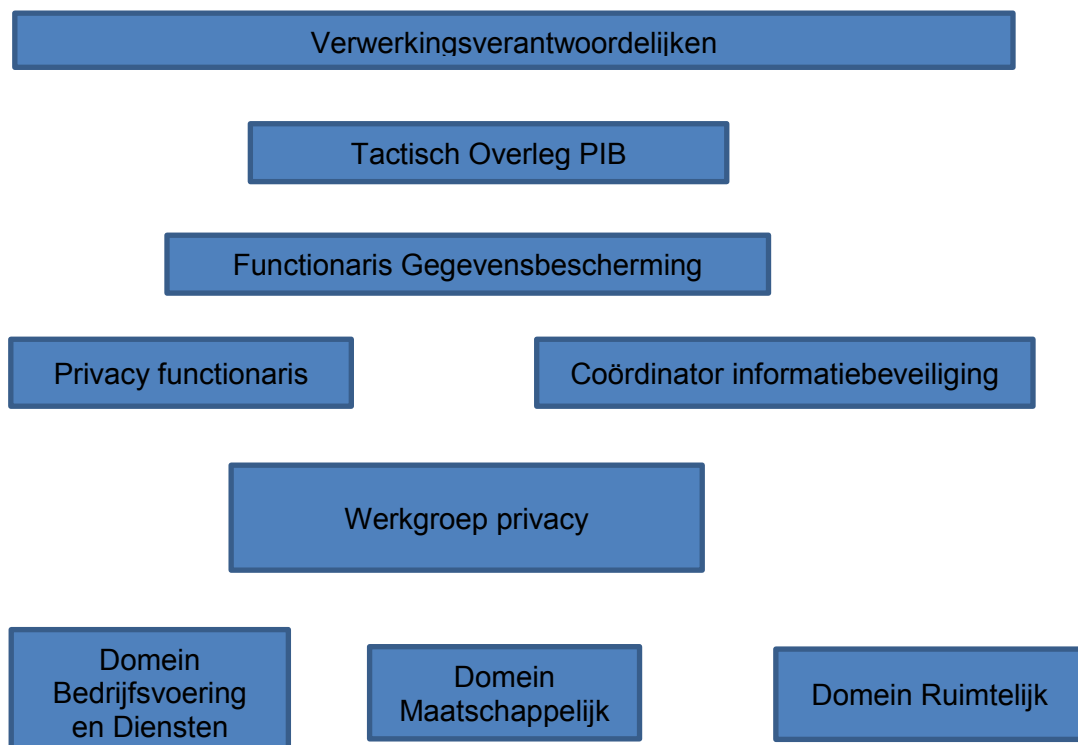 Verwerkingsverantwoordelijken
Tactisch Overleg PIB
Functionaris Gegevensbescherming
Privacy functionaris
Coördinator informatiebeveiliging
Werkgroep privacy
Domein
Bedrijfsvoering
en Diensten
Domein
Maatschappelijk
Domein Ruimtelijk